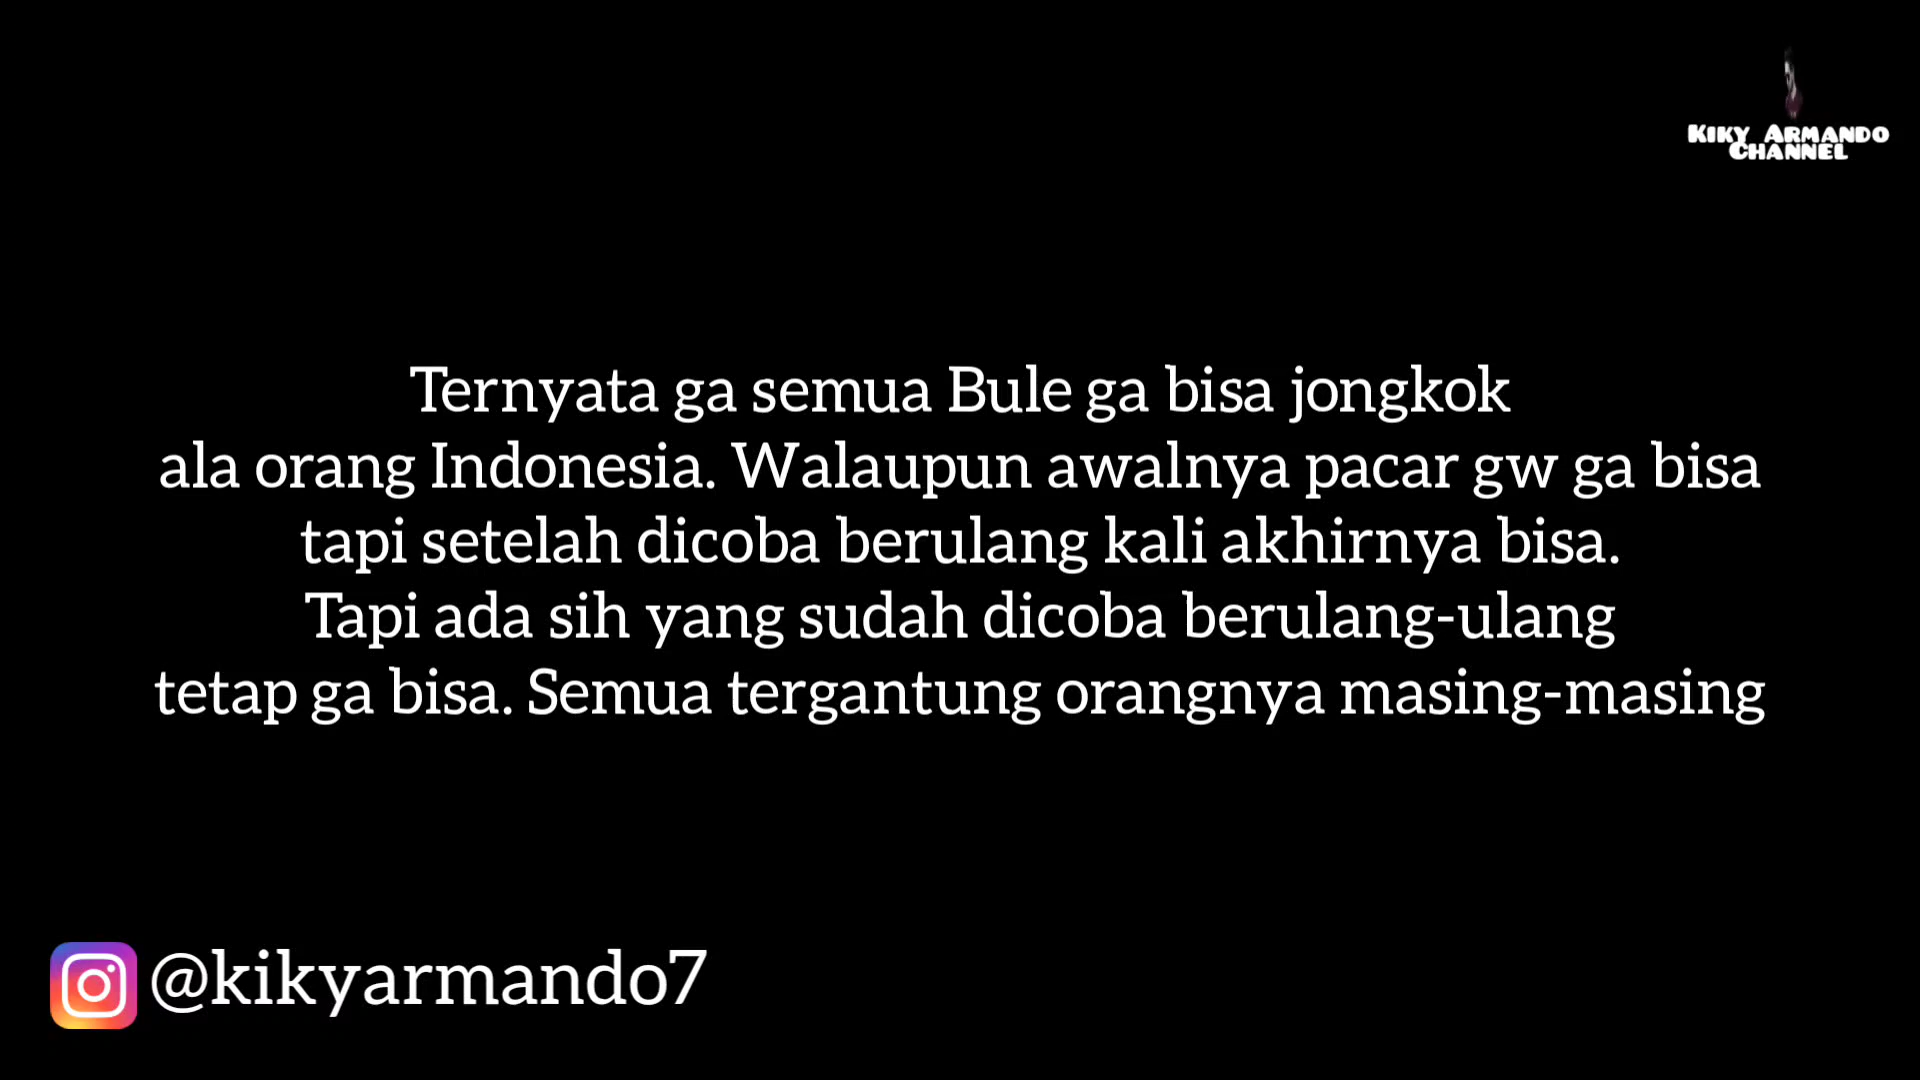 Kiky Armando
Channel
Ternyata ga semua Bule ga bisa jongkok
ala orang Indonesia. Walaupun awalnya pacar gw ga bisa
tapi setelah dicoba berulang kali akhirnya bisa.
Tapi ada sih yang sudah dicoba berulang-ulang
tetap ga bisa. Semua tergantung orangnya masing-masing
@kikyarmando7